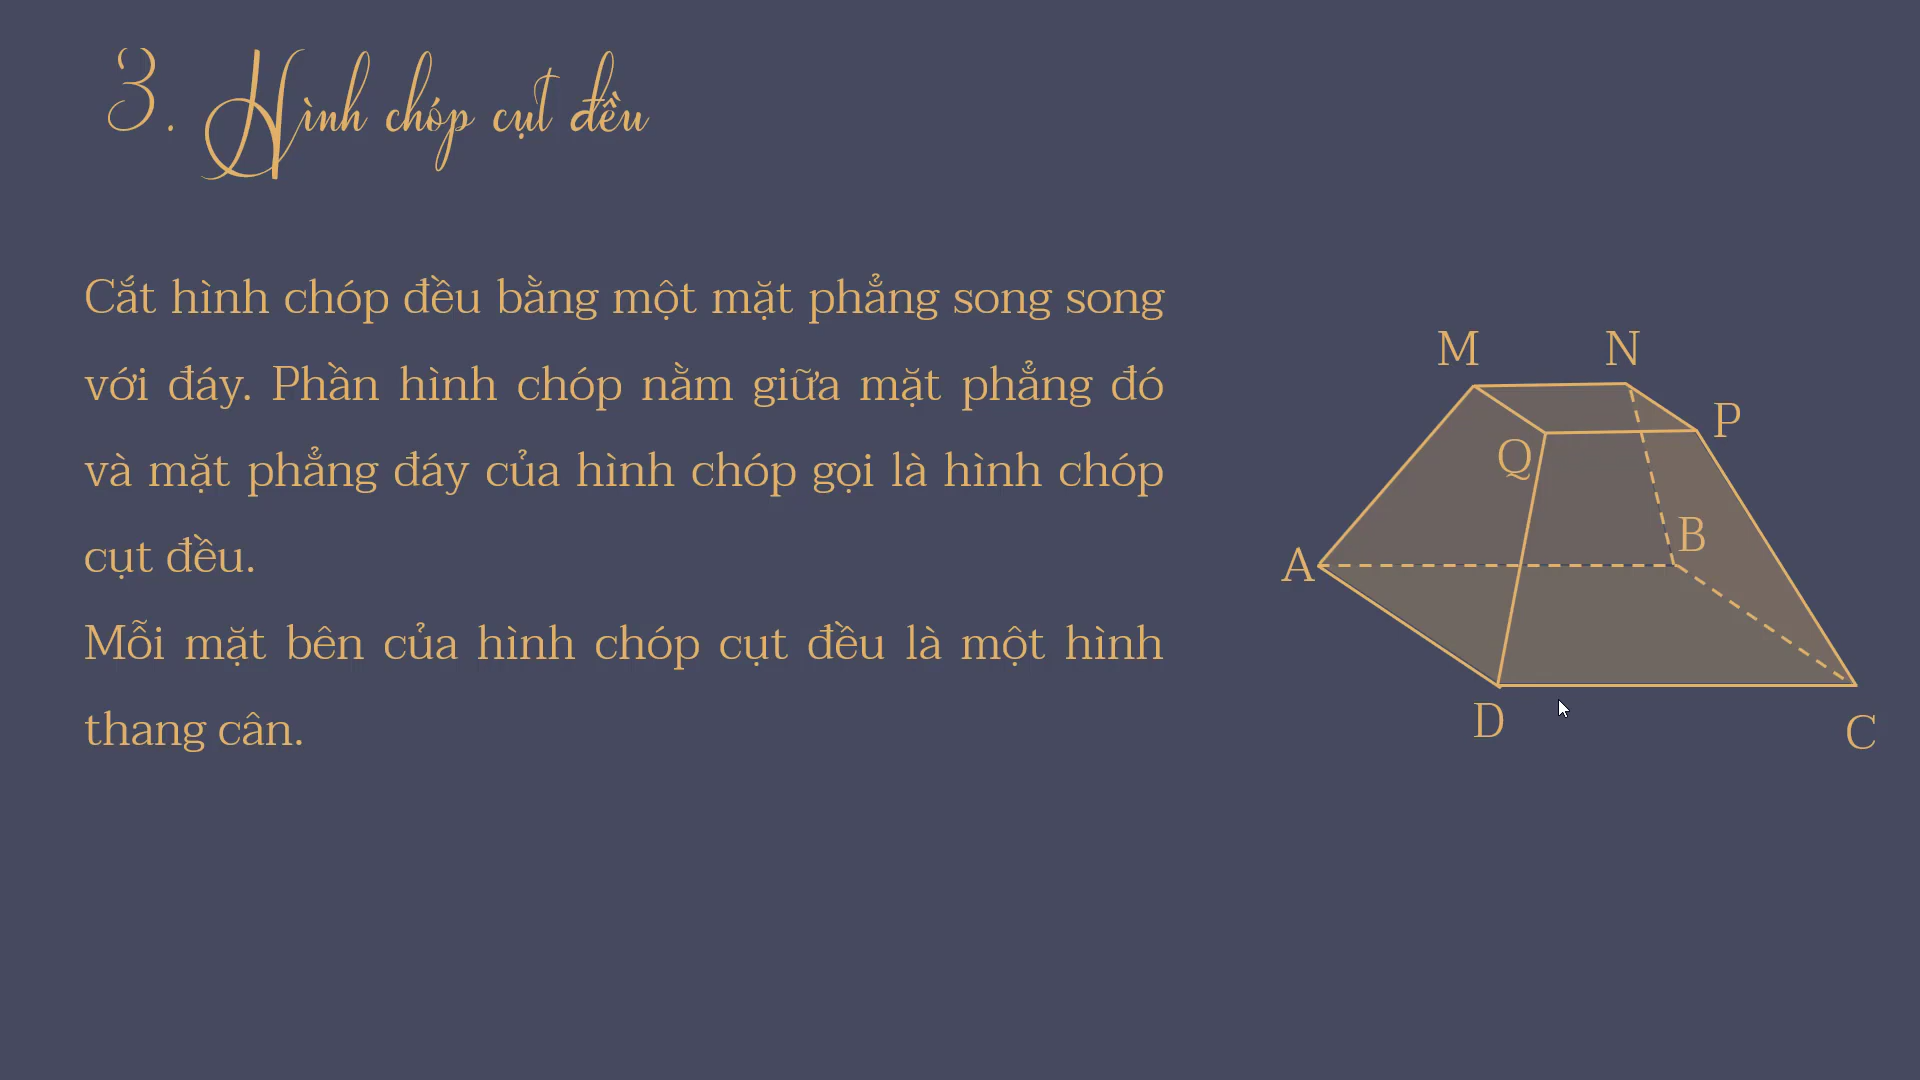 3. Hình chóp cụt đều
Cắt hình chóp đều bằng một mặt phẳng song song
với đáy. Phần hình chóp nằm giữa mặt phẳng đó
và mặt phẳng đáy của hình chóp gọi là hình chóp
cụt đều.
Mỗi mặt bên của hình chóp cụt đều là một hình
thang cân.
M N
P
Q
B
A
D
C